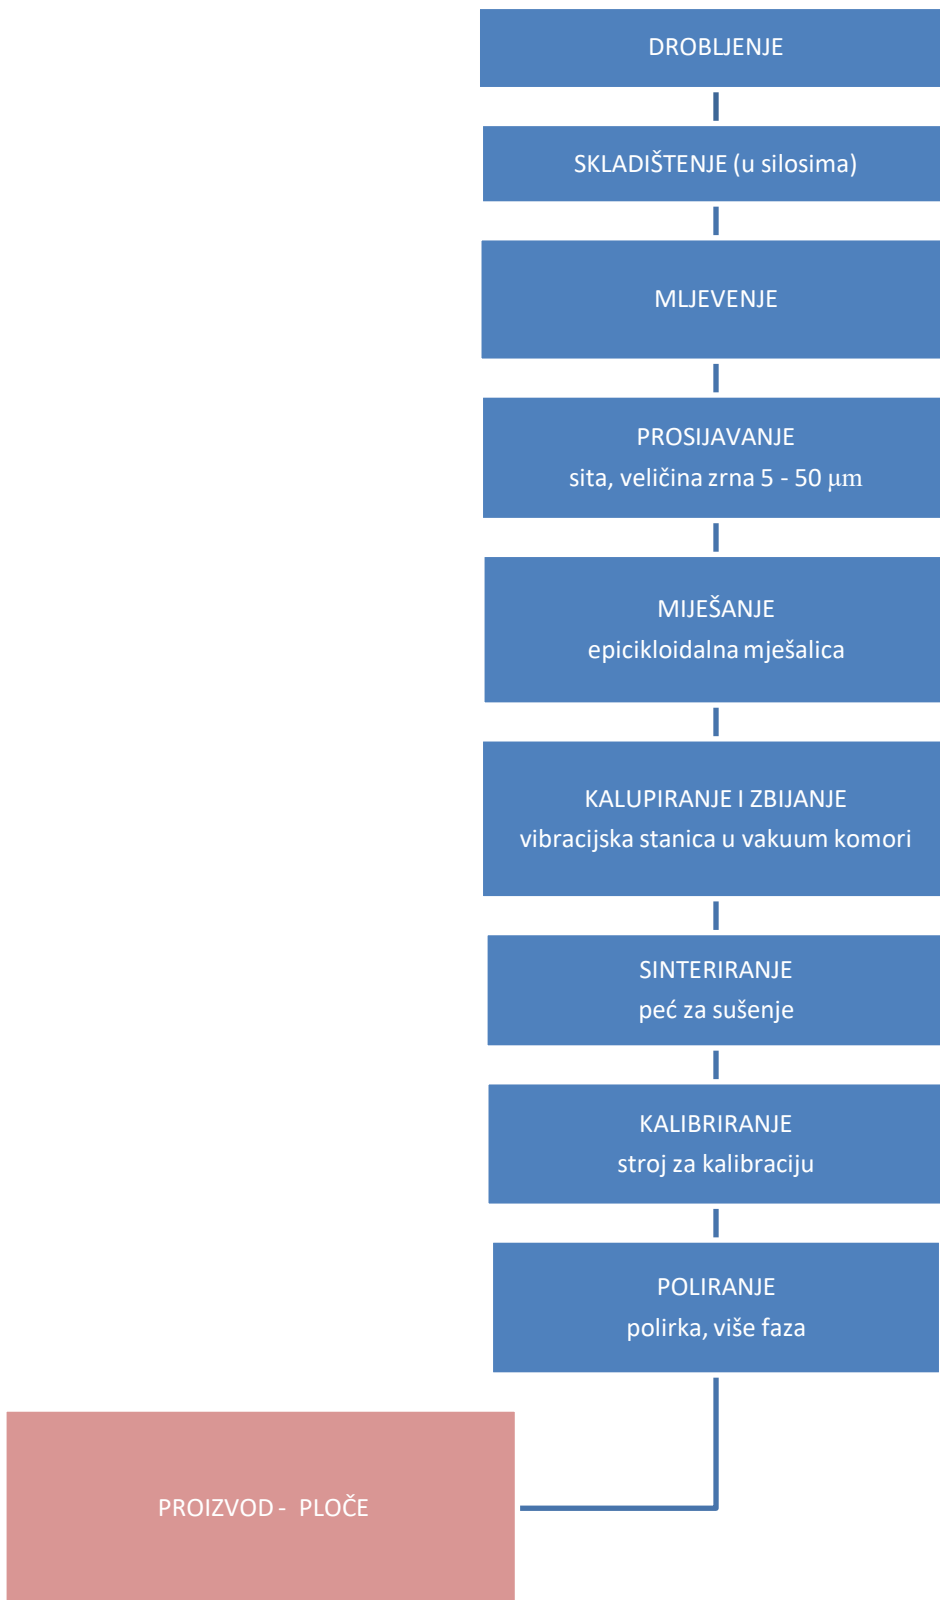 DROBLJENJE
SKLADIŠTENJE (u silosima)
MLJEVENJE
PROSIJAVANJE
sita, veličina zrna 5 - 50 μm
MIJEŠANJE
epicikloidalna mješalica
KALUPIRANJE I ZBIJANJE
vibracijska stanica u vakuum komori
SINTERIRANJE
peć za sušenje
KALIBRIRANJE
stroj za kalibraciju
POLIRANJE
polirka, više faza
PROIZVOD - PLOČE